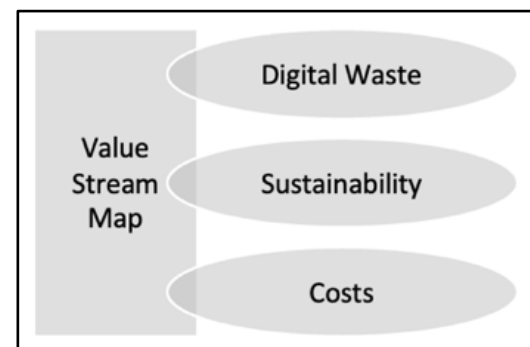 Value
Stream
Map
Digital Waste
Sustainability
Costs